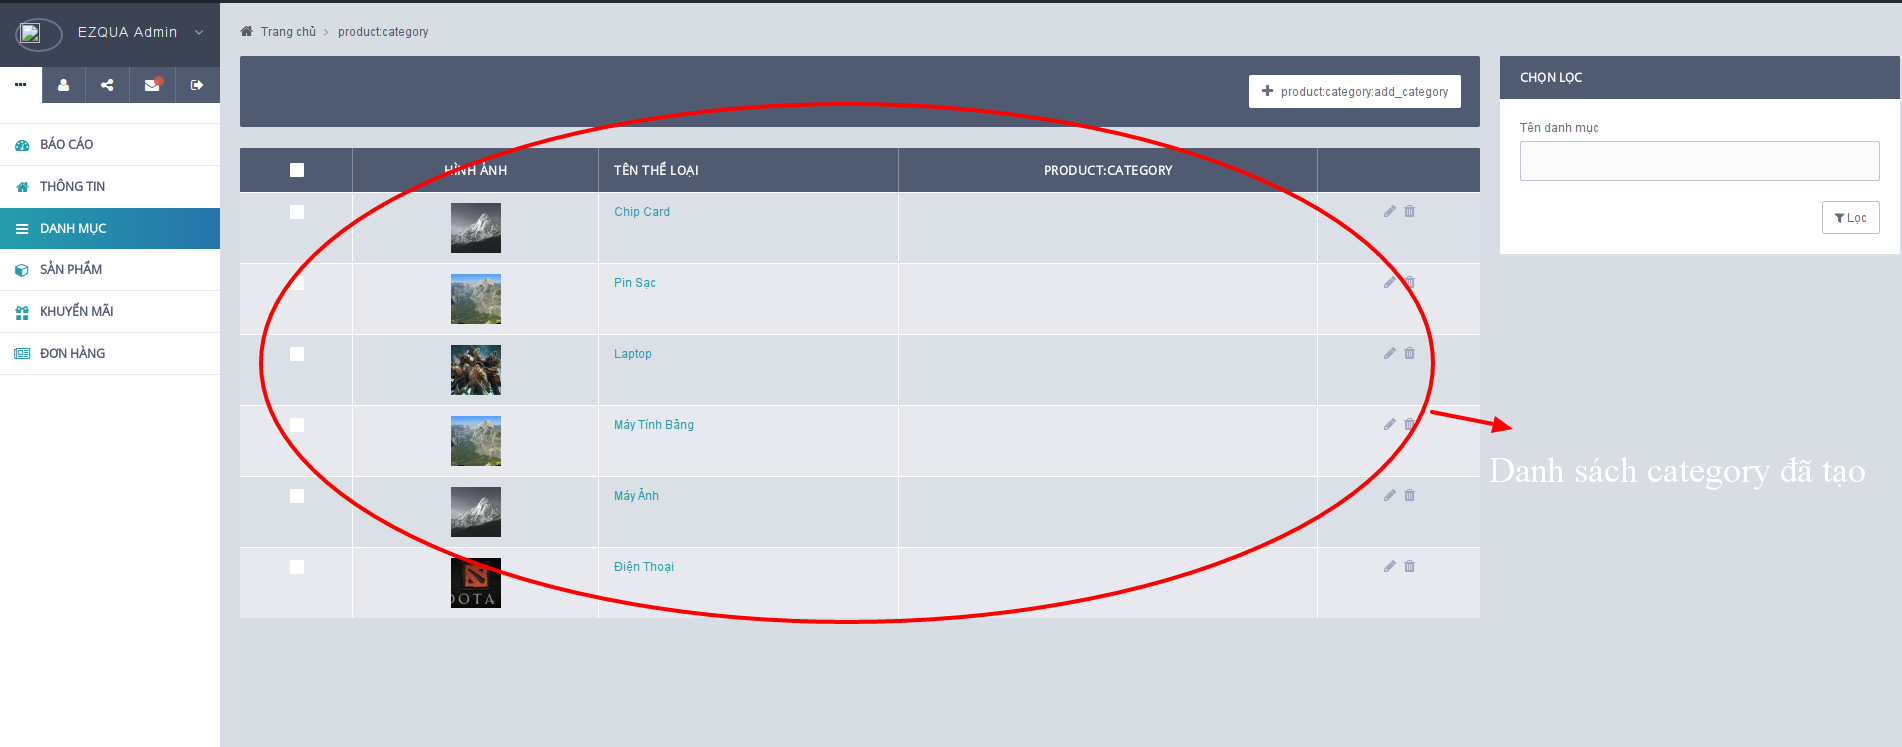 EZQUA Admin
Trang chủ
product:category
BÁO CÁO
THÔNG TIN
DANH MỤC
SẢN PHẨM
KHUYẾN MÃI
ĐƠN HÀNG
product:category:add_category
HÌNH ẢNH
TÊN THỂ LOẠI
PRODUCT:CATEGORY
Chip Card
Pin Sạc
Laptop
Máy Tính Bảng
Máy Ảnh
DOTA
Điện Thoại
CHỌN LỌC
Tên danh mục
Lọc
Danh sách category đã tạo